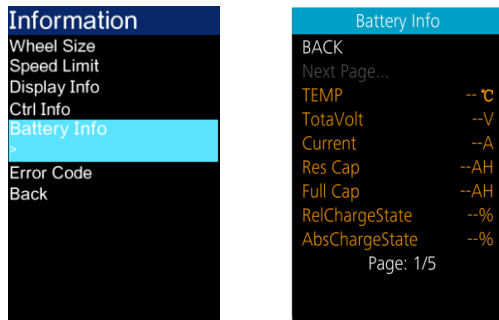 Information
Wheel Size
Speed Limit
Display Info
Ctrl Info
Battery Info
>
Error Code
Back
Battery Info
BACK
Next Page...
TEMP -- ℃
TotaVolt --V
Current --A
Res Cap --AH
Full Cap --AH
RelChargeState --%
AbsChargeState --%
Page: 1/5